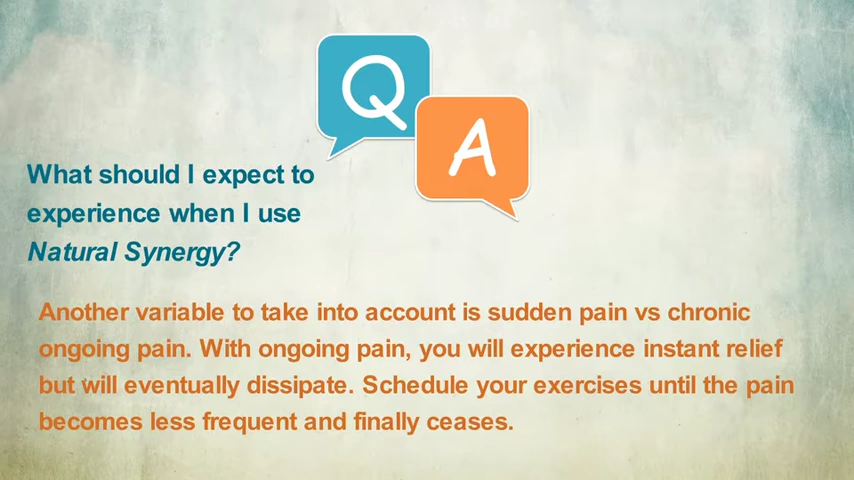 Q
A
What should I expect to
experience when I use
Natural Synergy?
Another variable to take into account is sudden pain vs chronic
ongoing pain. With ongoing pain, you will experience instant relief
but will eventually dissipate. Schedule your exercises until the pain
becomes less frequent and finally ceases.